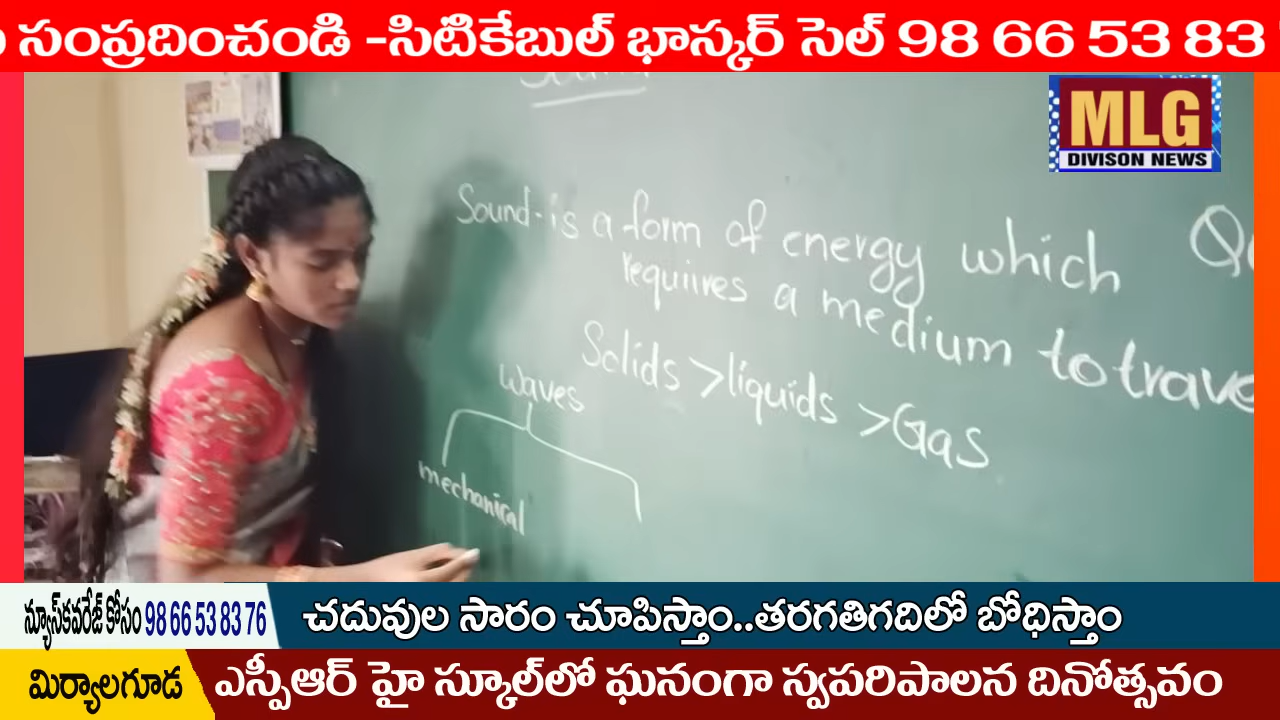 సంప్రదించండి -సిటికేబుల్ భాస్కర్ సెల్ 98 66 53 83
MLG
DIVISON NEWS
Sound
Sound - is a form of energy which
requiires a medium to trave
Solids > liquids > Gas
Waves
mechanical
న్యూస్‌కవరేజ్ కోసం 98 66 53 83 76
చదువుల సారం చూపిస్తాం..తరగతిగదిలో బోధిస్తాం
మిర్యాలగూడ
ఎస్పీఆర్ హై స్కూల్‌లో ఘనంగా స్వపరిపాలన దినోత్సవం